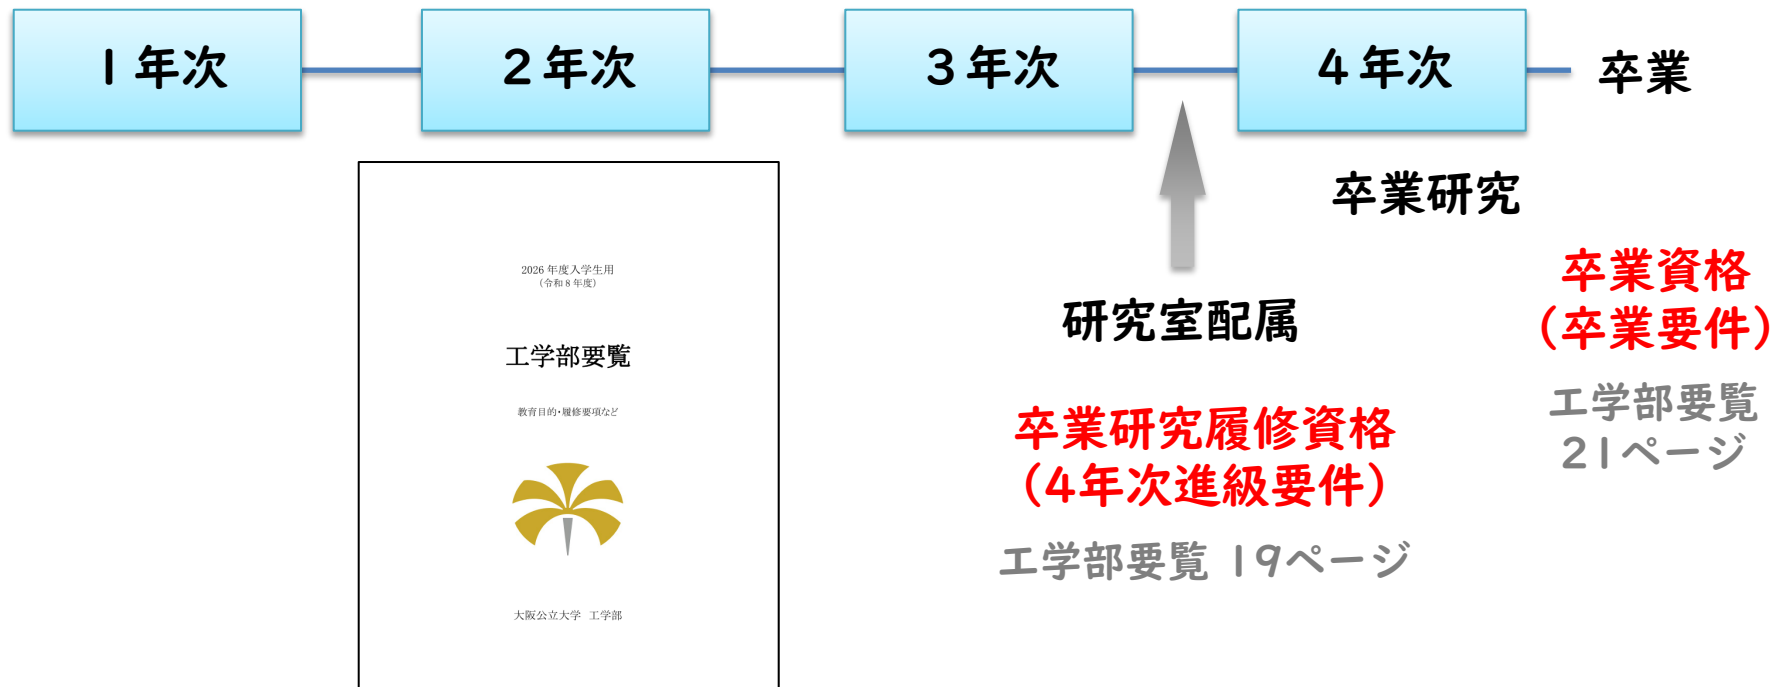 1年次
2年次
3年次
4年次
卒業
卒業研究
研究室配属
卒業研究履修資格
（4年次進級要件）
工学部要覧 19ページ
卒業資格
（卒業要件）
工学部要覧
21ページ
2026 年度入学生用
（令和 8 年度）
工学部要覧
教育目的・履修要項など
大阪公立大学 工学部